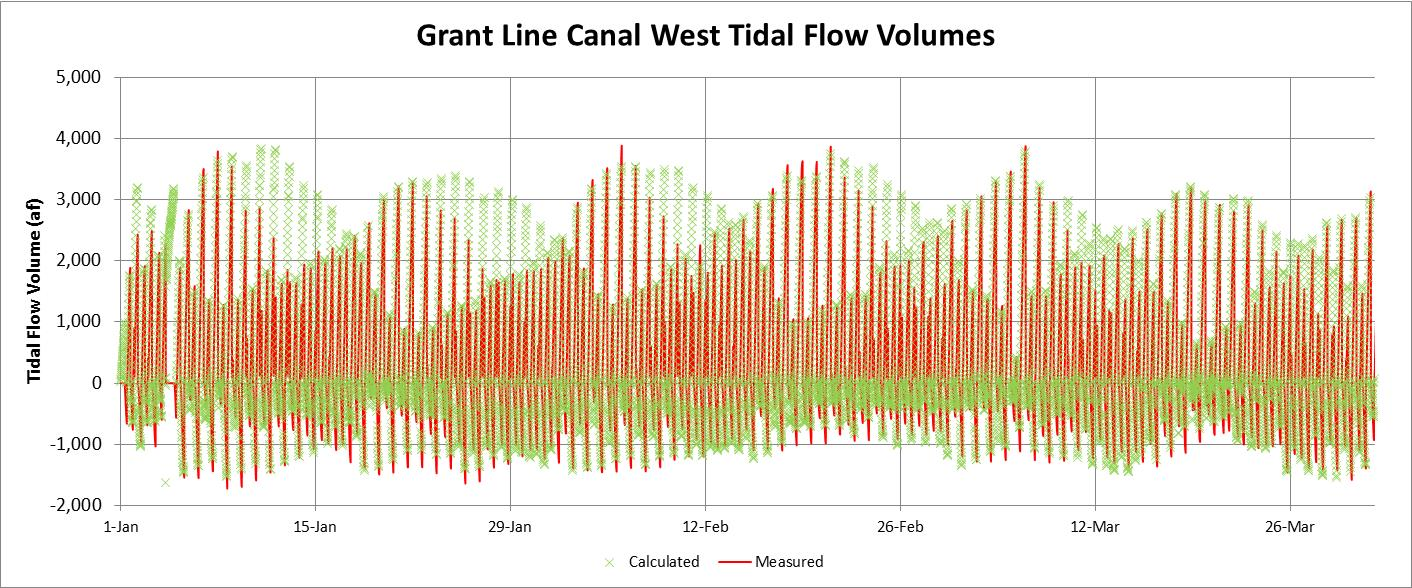 Grant Line Canal West Tidal Flow Volumes
5,000
4,000
3,000
2,000
1,000
0
-1,000
-2,000
Tidal Flow Volume (af)
1-Jan 15-Jan 29-Jan 12-Feb 26-Feb 12-Mar 26-Mar
Calculated Measured